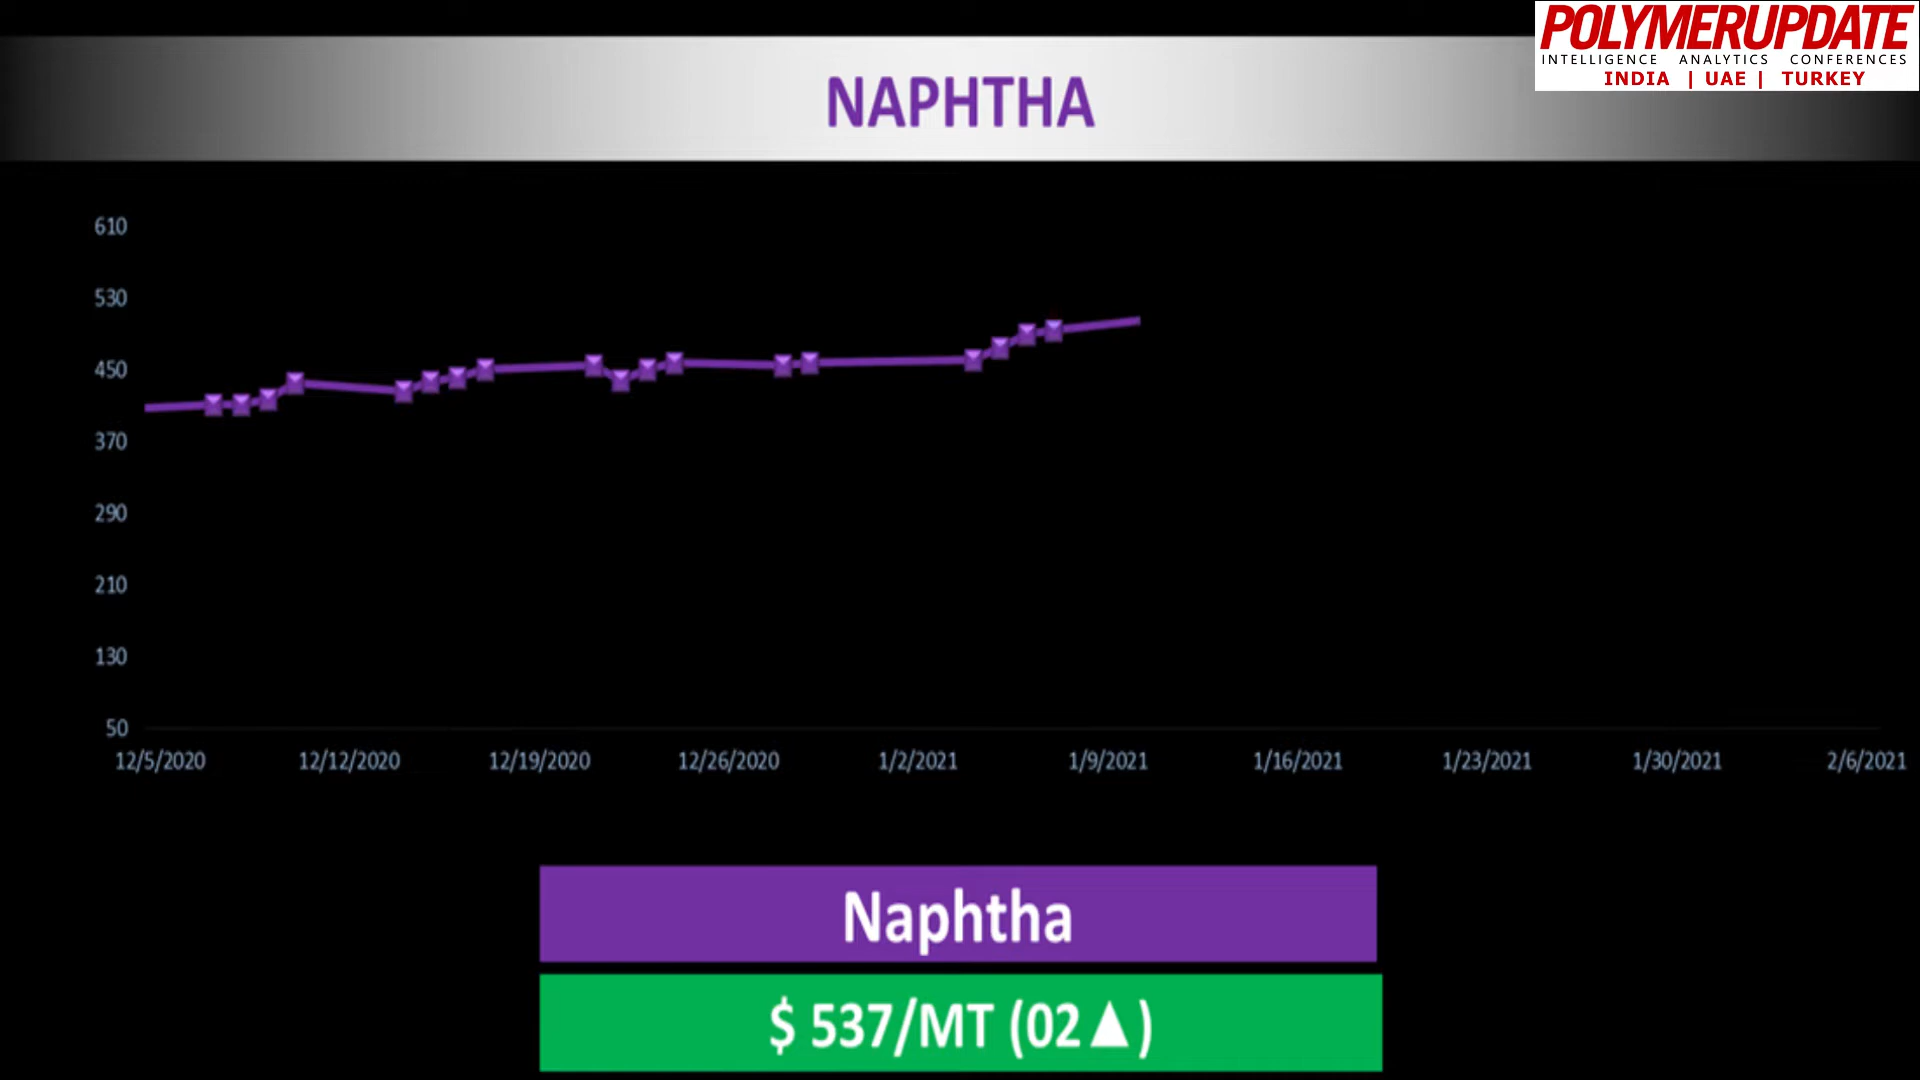 POLYMERUPDATE
INTELLIGENCE ANALYTICS CONFERENCES
INDIA | UAE | TURKEY
NAPHTHA
610
530
450
370
290
210
130
50
12/5/2020 12/12/2020 12/19/2020 12/26/2020 1/2/2021 1/9/2021 1/16/2021 1/23/2021 1/30/2021 2/6/2021
Naphtha
$ 537/MT (02▲)